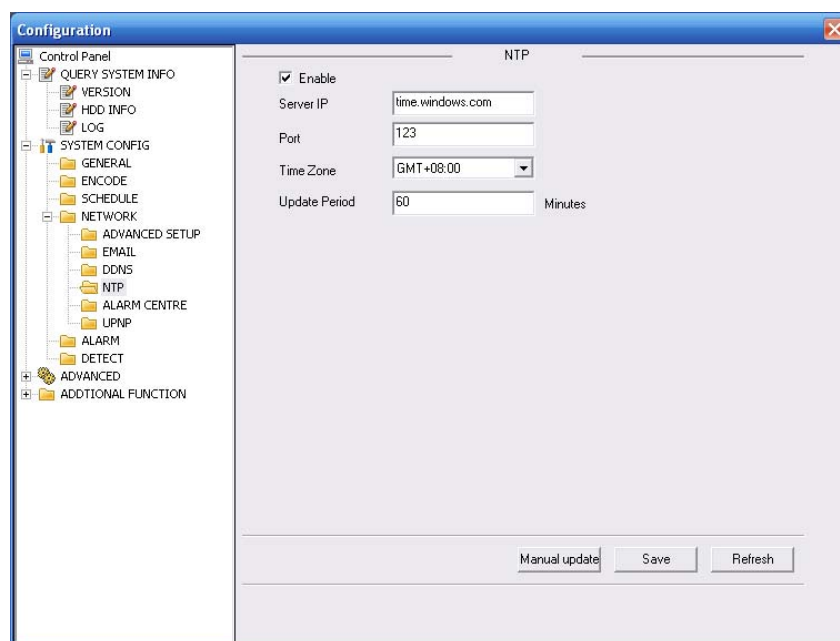 Configuration
Control Panel
QUERY SYSTEM INFO
VERSION
HDD INFO
LOG
SYSTEM CONFIG
GENERAL
ENCODE
SCHEDULE
NETWORK
ADVANCED SETUP
EMAIL
DDNS
NTP
ALARM CENTRE
UPNP
ALARM
DETECT
ADVANCED
ADDTIONAL FUNCTION
NTP
Enable
Server IP time.windows.com
Port 123
Time Zone GMT+08:00
Update Period 60 Minutes
Manual update Save Refresh